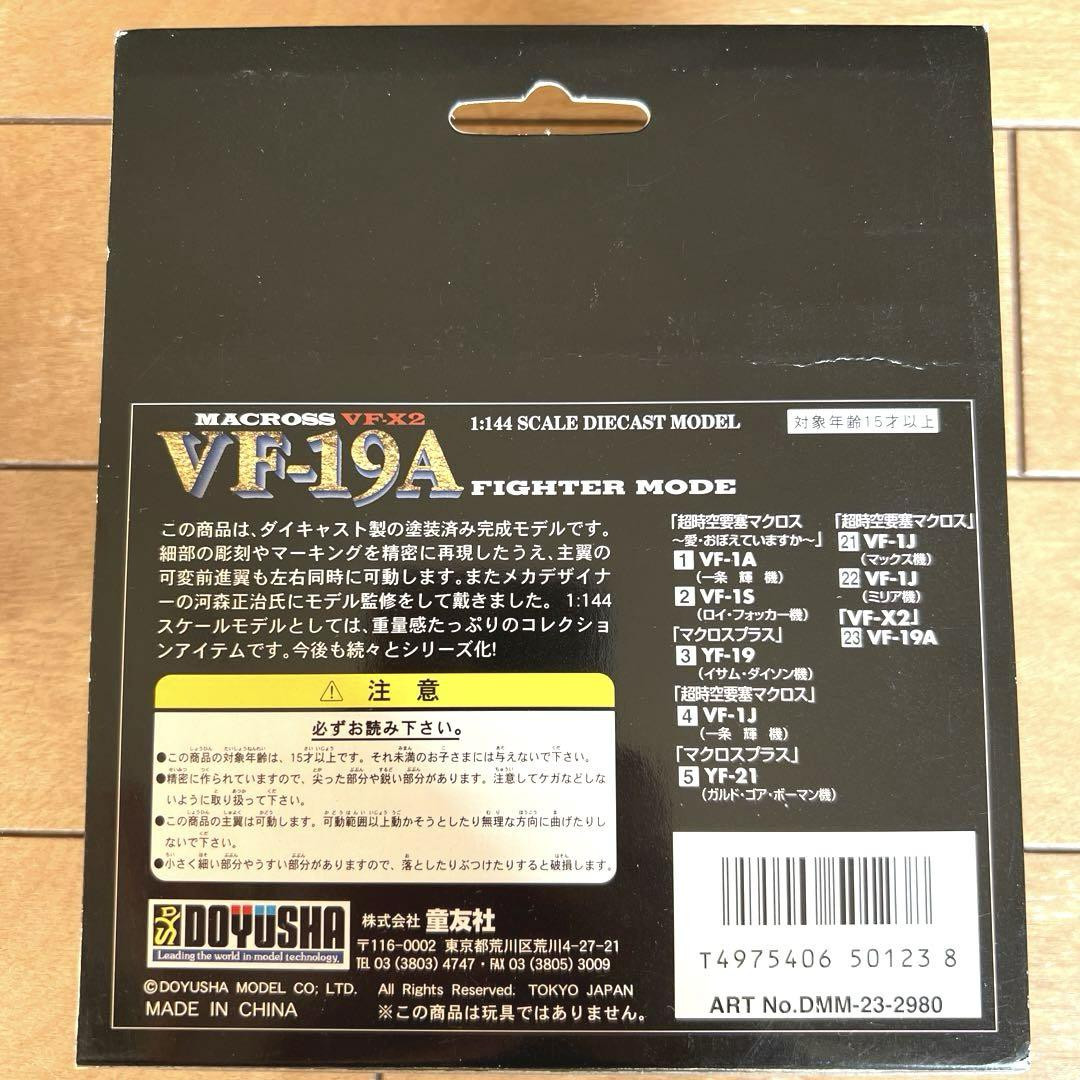 MACROSS VF-X2
VF-19A
1:144 SCALE DIECAST MODEL
FIGHTER MODE
対象年齢15才以上
この商品は、ダイキャスト製の塗装済み完成モデルです。
細部の彫刻やマーキングを精密に再現したうえ、主翼の
可変前進翼も左右同時に可動します。またメカデザイナ
ーの河森正治氏にモデル監修をして戴きました。 1:144
スケールモデルとしては、重量感たっぷりのコレクショ
ンアイテムです。今後も続々とシリーズ化!
「超時空要塞マクロス
〜愛・おぼえていますか〜」
1 VF-1A
(一条 輝 機)
2 VF-1S
(ロイ・フォッカー機)
「マクロスプラス」
3 YF-19
(イサム・ダイソン機)
「超時空要塞マクロス」
4 VF-1J
(一条 輝 機)
「マクロスプラス」
5 YF-21
(ガルド・ゴア・ボーマン機)
「超時空要塞マクロス」
21 VF-1J
(マックス機)
22 VF-1J
(ミリア機)
「VF-X2」
23 VF-19A
⚠ 注 意
必ずお読み下さい。
●この商品の対象年齢は、15才以上です。それ未満のお子さまには与えないで下さい。
●精密に作られていますので、尖った部分や鋭い部分があります。注意してケガなどしな
いように取り扱って下さい。
●この商品の主翼は可動します。可動範囲以上動かそうとしたり無理な方向に曲げたりし
ないで下さい。
●小さく細い部分やうすい部分がありますので、落としたりぶつけたりすると破損します。
DOYUSHA
Leading the world in model technology.
株式会社 童友社
〒116-0002 東京都荒川区荒川4-27-21
TEL 03 (3803) 4747・FAX 03 (3805) 3009
©DOYUSHA MODEL CO; LTD. All Rights Reserved. TOKYO JAPAN
MADE IN CHINA ※この商品は玩具ではありません。
T4975406 50123 8
ART No.DMM-23-2980